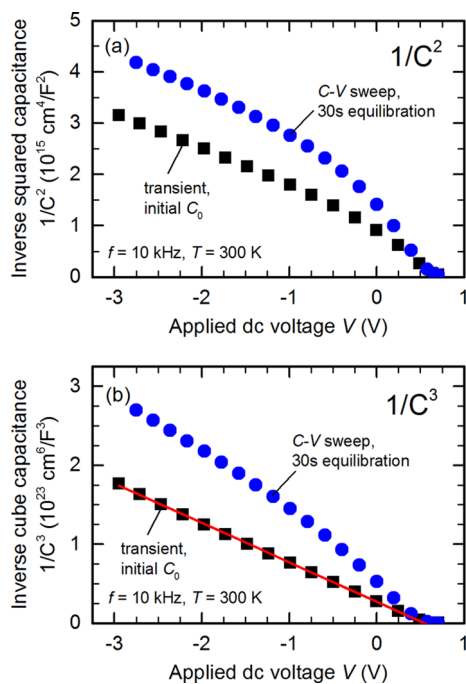 (a)
1/C²
C-V sweep,
30s equilibration
transient,
initial C₀
f = 10 kHz, T = 300 K
Inverse squared capacitance
1/C² (10¹⁵ cm⁴/F²)
5
4
3
2
1
0
-3 -2 -1 0 1
Applied dc voltage V (V)
(b)
1/C³
C-V sweep,
30s equilibration
transient,
initial C₀
f = 10 kHz, T = 300 K
Inverse cube capacitance
1/C³ (10²³ cm⁶/F³)
3
2
1
0
-3 -2 -1 0 1
Applied dc voltage V (V)